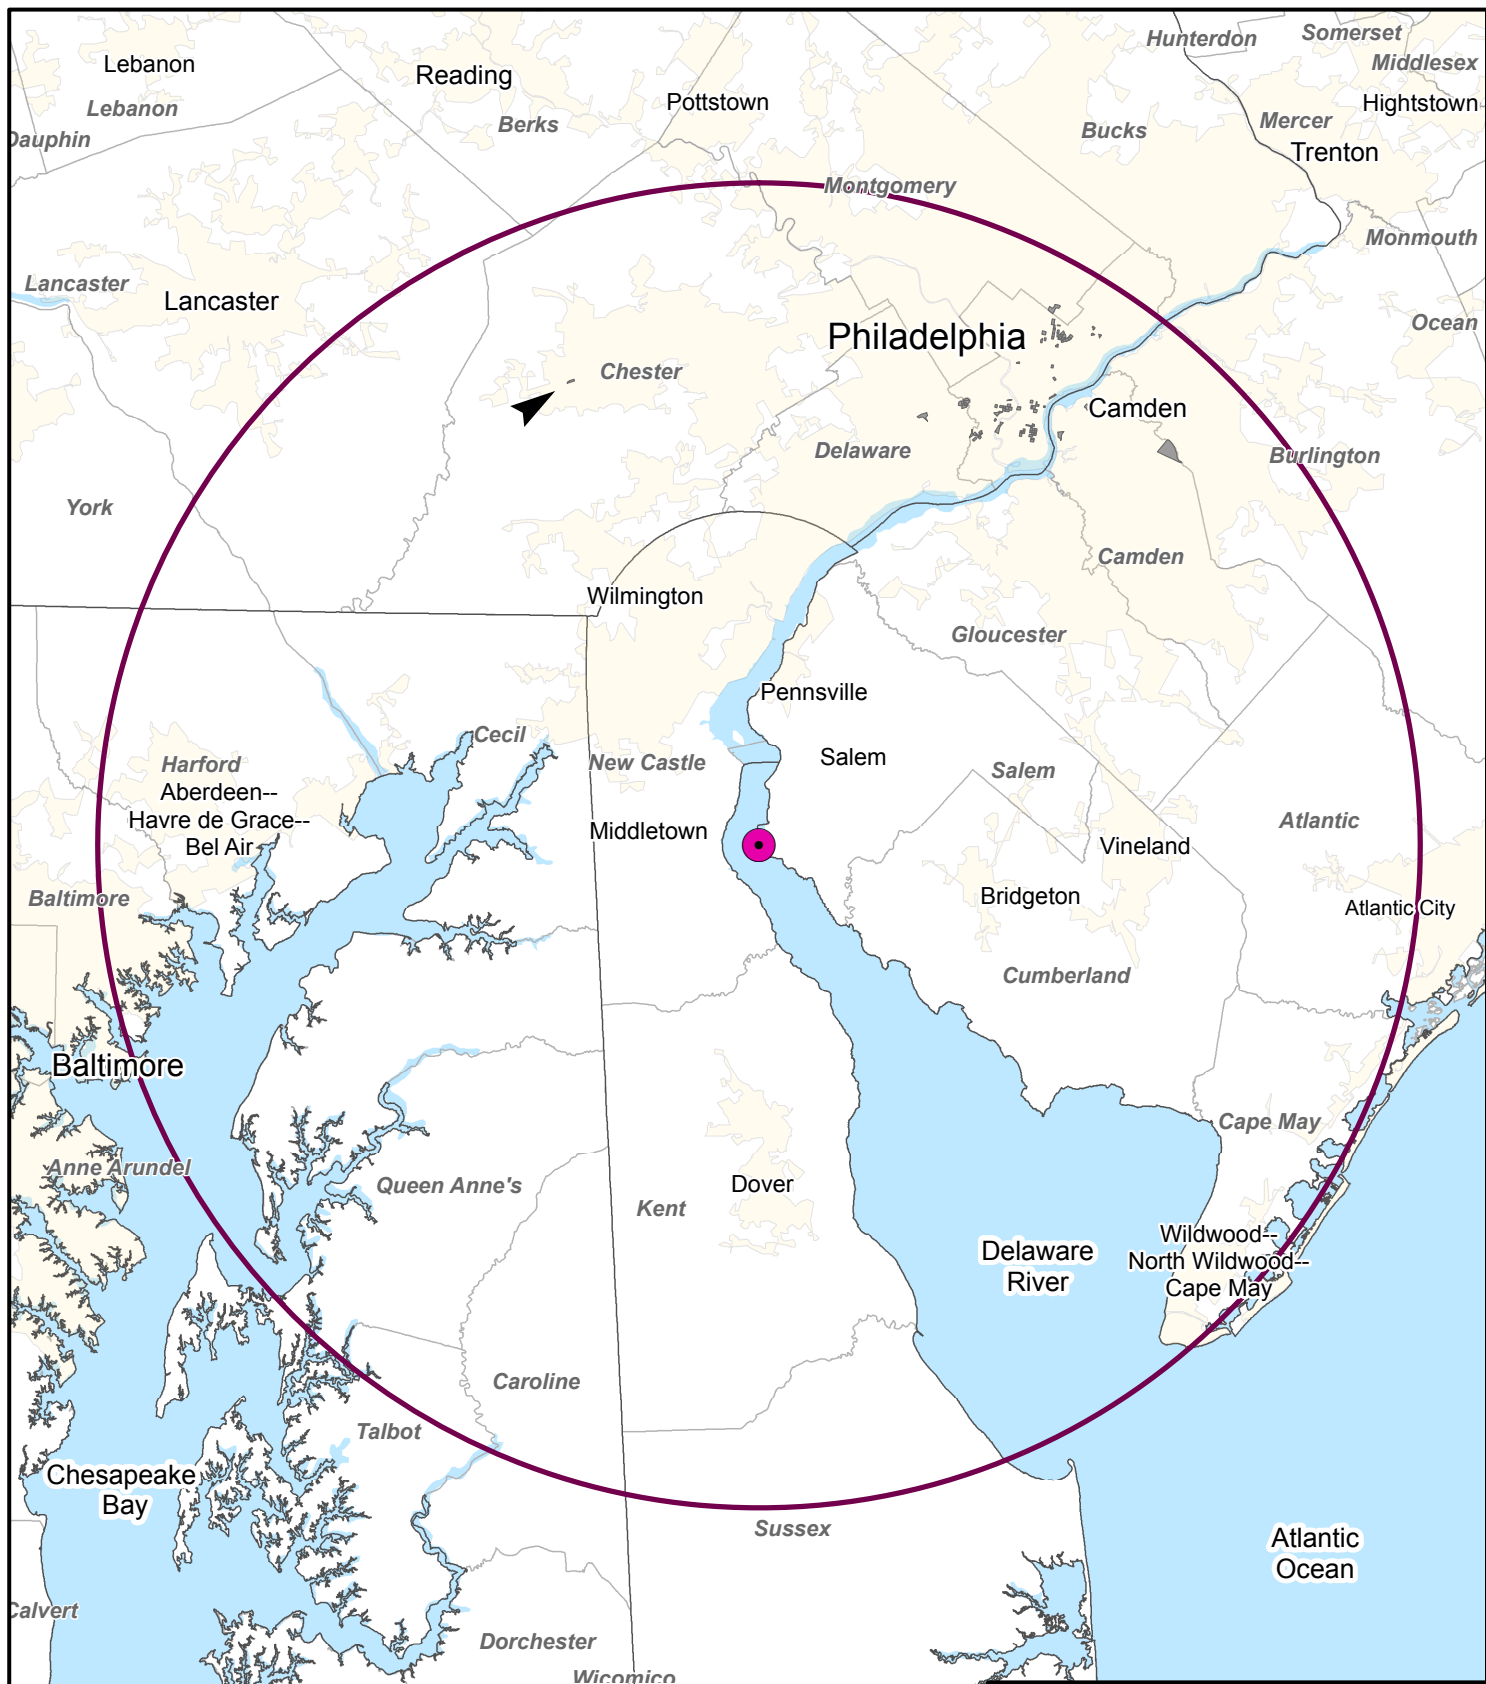 Hunterdon
Somerset
Lebanon
Reading
Middlesex
Lebanon
Pottstown
Hightstown
Dauphin
Berks
Bucks
Mercer
Trenton
Montgomery
Monmouth
Lancaster
Lancaster
Ocean
Philadelphia
Chester
Camden
Delaware
Burlington
York
Camden
Wilmington
Gloucester
Pennsville
Cecil
Harford
New Castle
Salem
Salem
Aberdeen--
Havre de Grace--
Bel Air
Middletown
Atlantic
Vineland
Baltimore
Bridgeton
Atlantic City
Cumberland
Baltimore
Cape May
Anne Arundel
Queen Anne's
Dover
Kent
Delaware
River
Wildwood--
North Wildwood--
Cape May
Caroline
Talbot
Chesapeake
Bay
Sussex
Atlantic
Ocean
Calvert
Dorchester
Wicomico